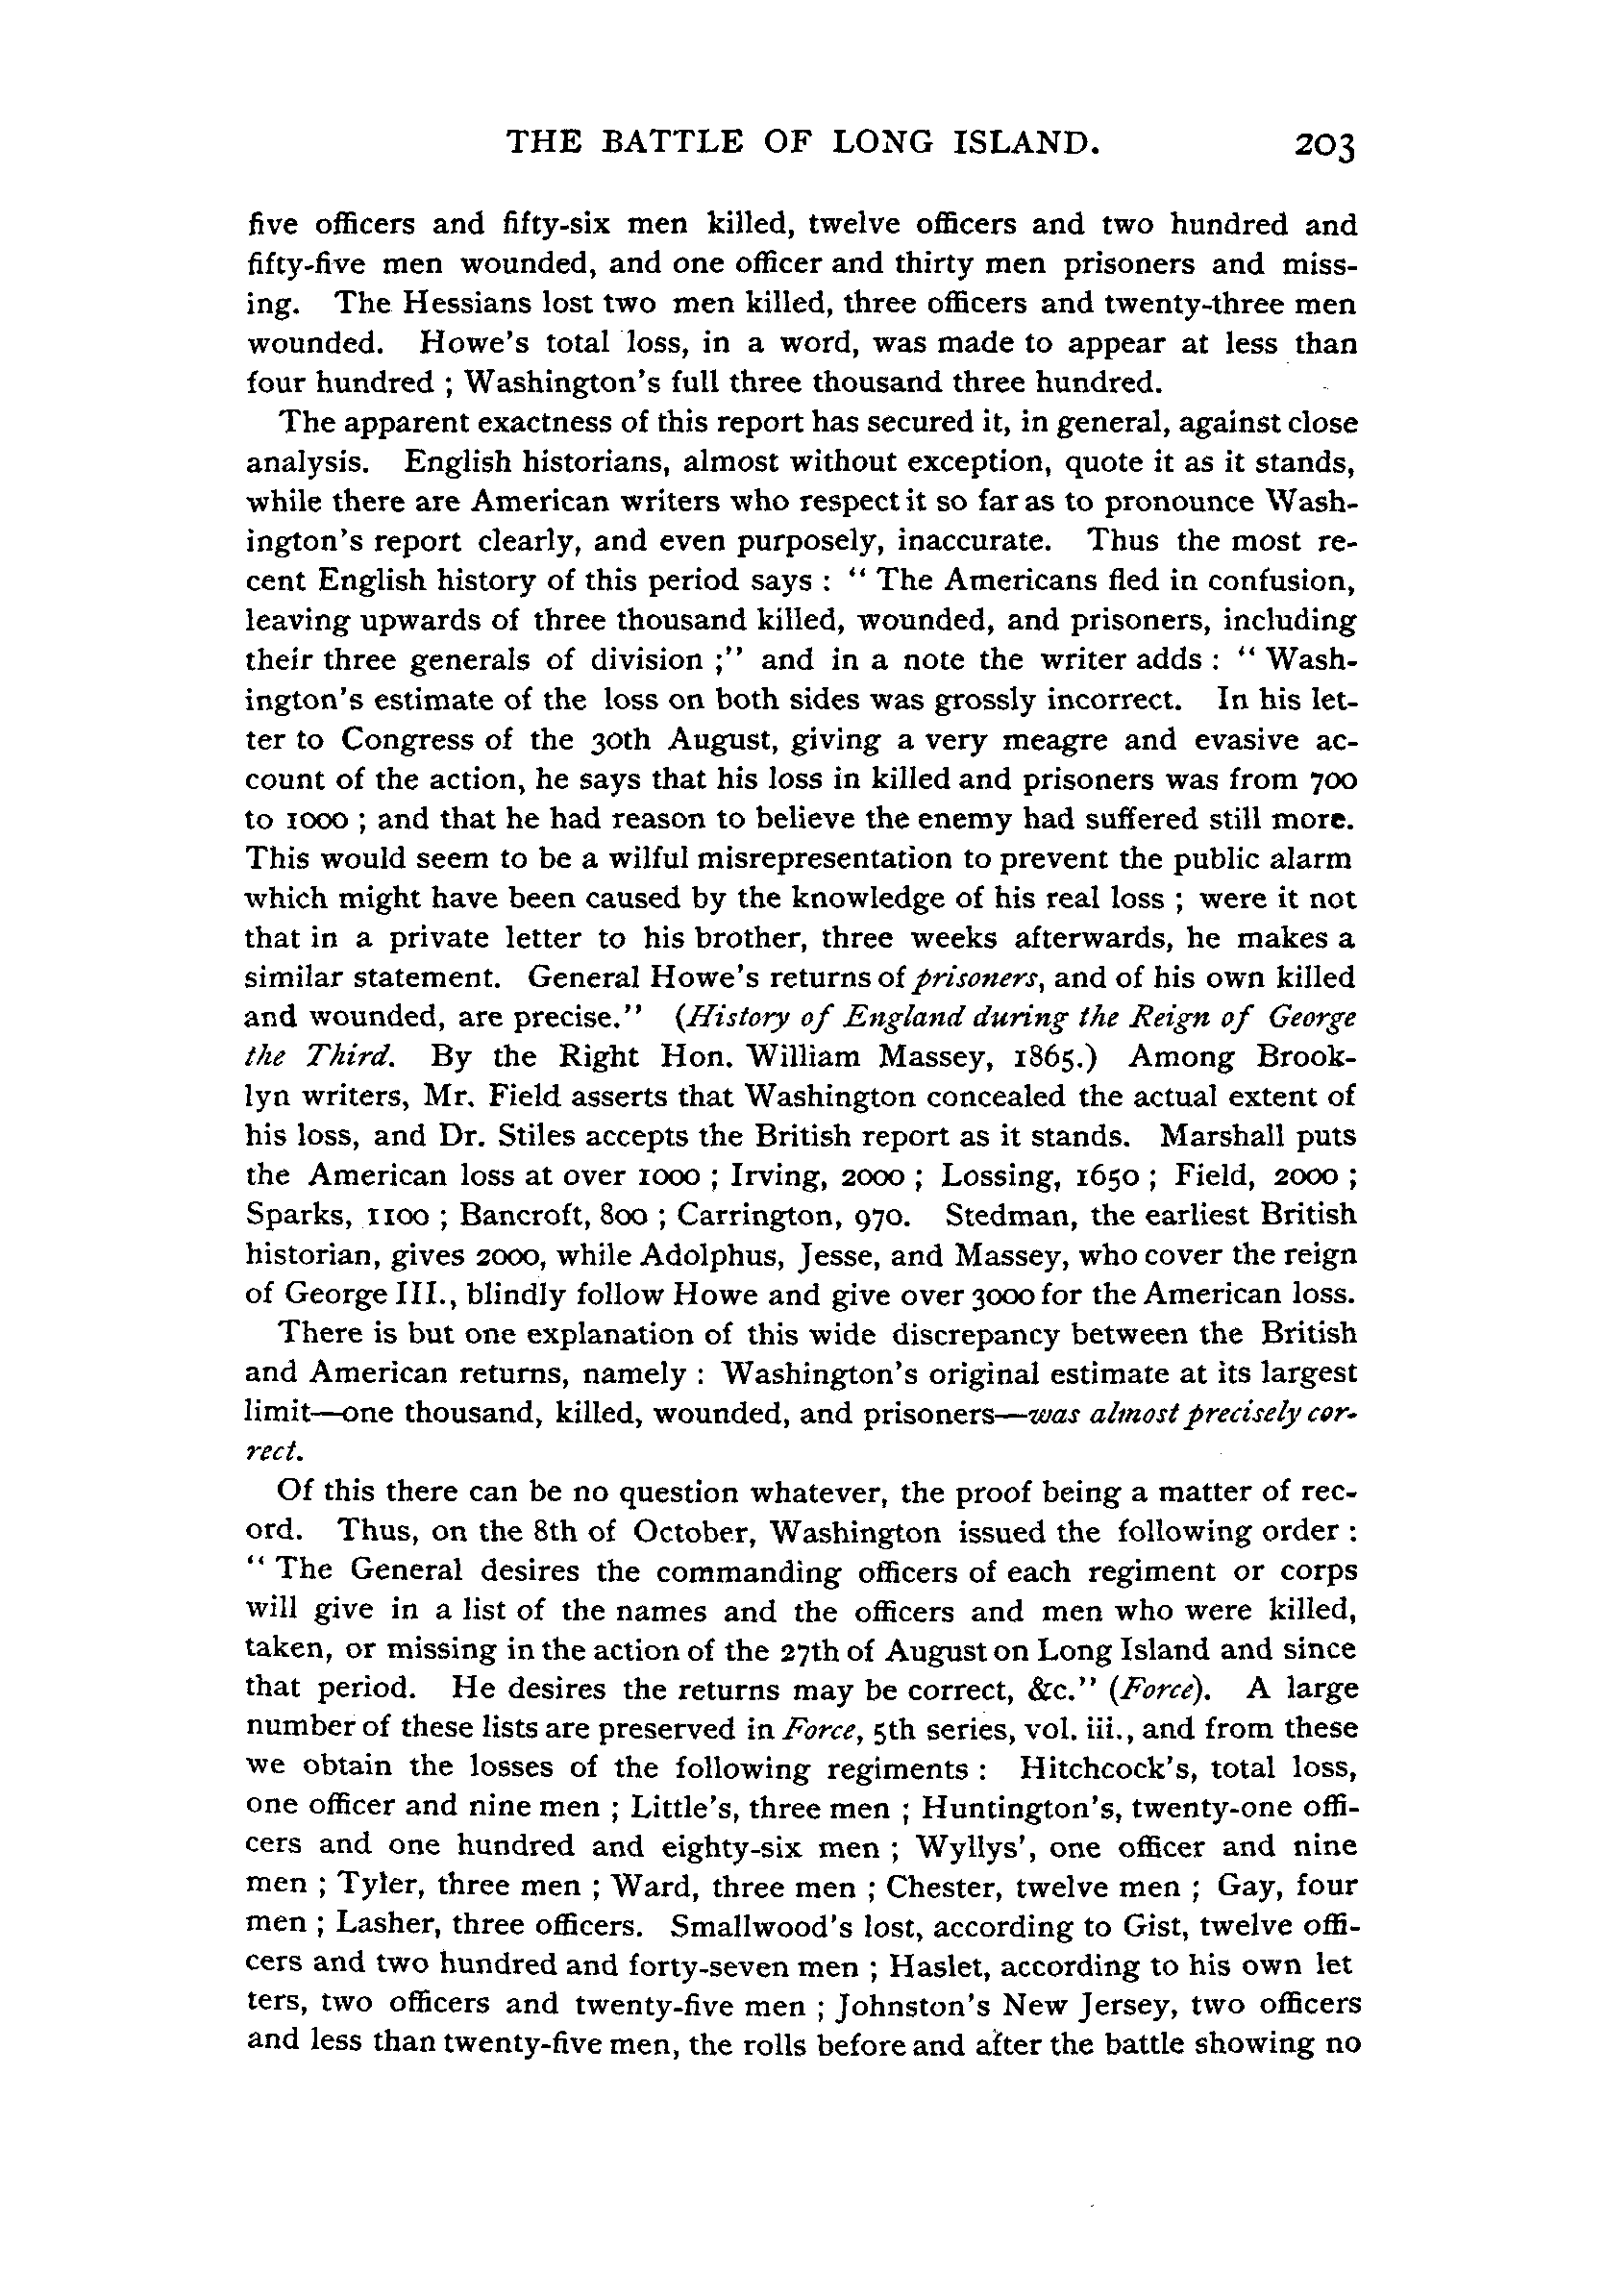 THE BATTLE OF LONG ISLAND. 203
five officers and fifty-six men killed, twelve officers and two hundred and
fifty-five men wounded, and one officer and thirty men prisoners and miss-
ing. The Hessians lost two men killed, three officers and twenty-three men
wounded. Howe's total loss, in a word, was made to appear at less than
four hundred ; Washington's full three thousand three hundred.
The apparent exactness of this report has secured it, in general, against close
analysis. English historians, almost without exception, quote it as it stands,
while there are American writers who respect it so far as to pronounce Wash-
ington's report clearly, and even purposely, inaccurate. Thus the most re-
cent English history of this period says : “ The Americans fled in confusion,
leaving upwards of three thousand killed, wounded, and prisoners, including
their three generals of division ;” and in a note the writer adds : “ Wash-
ington's estimate of the loss on both sides was grossly incorrect. In his let-
ter to Congress of the 30th August, giving a very meagre and evasive ac-
count of the action, he says that his loss in killed and prisoners was from 700
to 1000 ; and that he had reason to believe the enemy had suffered still more.
This would seem to be a wilful misrepresentation to prevent the public alarm
which might have been caused by the knowledge of his real loss ; were it not
that in a private letter to his brother, three weeks afterwards, he makes a
similar statement. General Howe's returns of prisoners, and of his own killed
and wounded, are precise.” (History of England during the Reign of George
the Third. By the Right Hon. William Massey, 1865.) Among Brook-
lyn writers, Mr. Field asserts that Washington concealed the actual extent of
his loss, and Dr. Stiles accepts the British report as it stands. Marshall puts
the American loss at over 1000 ; Irving, 2000 ; Lossing, 1650 ; Field, 2000 ;
Sparks, 1100 ; Bancroft, 800 ; Carrington, 970. Stedman, the earliest British
historian, gives 2000, while Adolphus, Jesse, and Massey, who cover the reign
of George III., blindly follow Howe and give over 3000 for the American loss.
There is but one explanation of this wide discrepancy between the British
and American returns, namely : Washington's original estimate at its largest
limit—one thousand, killed, wounded, and prisoners—was almost precisely cor-
rect.
Of this there can be no question whatever, the proof being a matter of rec-
ord. Thus, on the 8th of October, Washington issued the following order :
“ The General desires the commanding officers of each regiment or corps
will give in a list of the names and the officers and men who were killed,
taken, or missing in the action of the 27th of August on Long Island and since
that period. He desires the returns may be correct, &c.” (Force). A large
number of these lists are preserved in Force, 5th series, vol. iii., and from these
we obtain the losses of the following regiments : Hitchcock's, total loss,
one officer and nine men ; Little's, three men ; Huntington's, twenty-one offi-
cers and one hundred and eighty-six men ; Wyllys', one officer and nine
men ; Tyler, three men ; Ward, three men ; Chester, twelve men ; Gay, four
men ; Lasher, three officers. Smallwood's lost, according to Gist, twelve offi-
cers and two hundred and forty-seven men ; Haslet, according to his own let
ters, two officers and twenty-five men ; Johnston's New Jersey, two officers
and less than twenty-five men, the rolls before and after the battle showing no